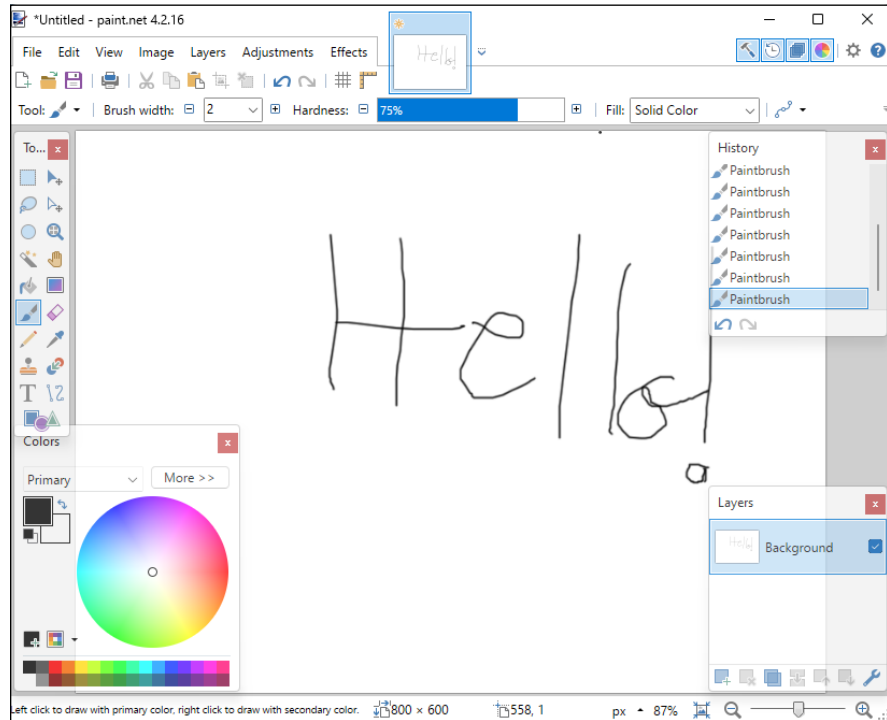 *Untitled - paint.net 4.2.16
File Edit View Image Layers Adjustments Effects
Tool: Brush width: 2 Hardness: 75% Fill: Solid Color
To...
History
Paintbrush
Paintbrush
Paintbrush
Paintbrush
Paintbrush
Paintbrush
Paintbrush
Hello!
Colors
Primary More >>
Layers
Hello! Background
Left click to draw with primary color, right click to draw with secondary color. 800 × 600 558, 1 px 87%